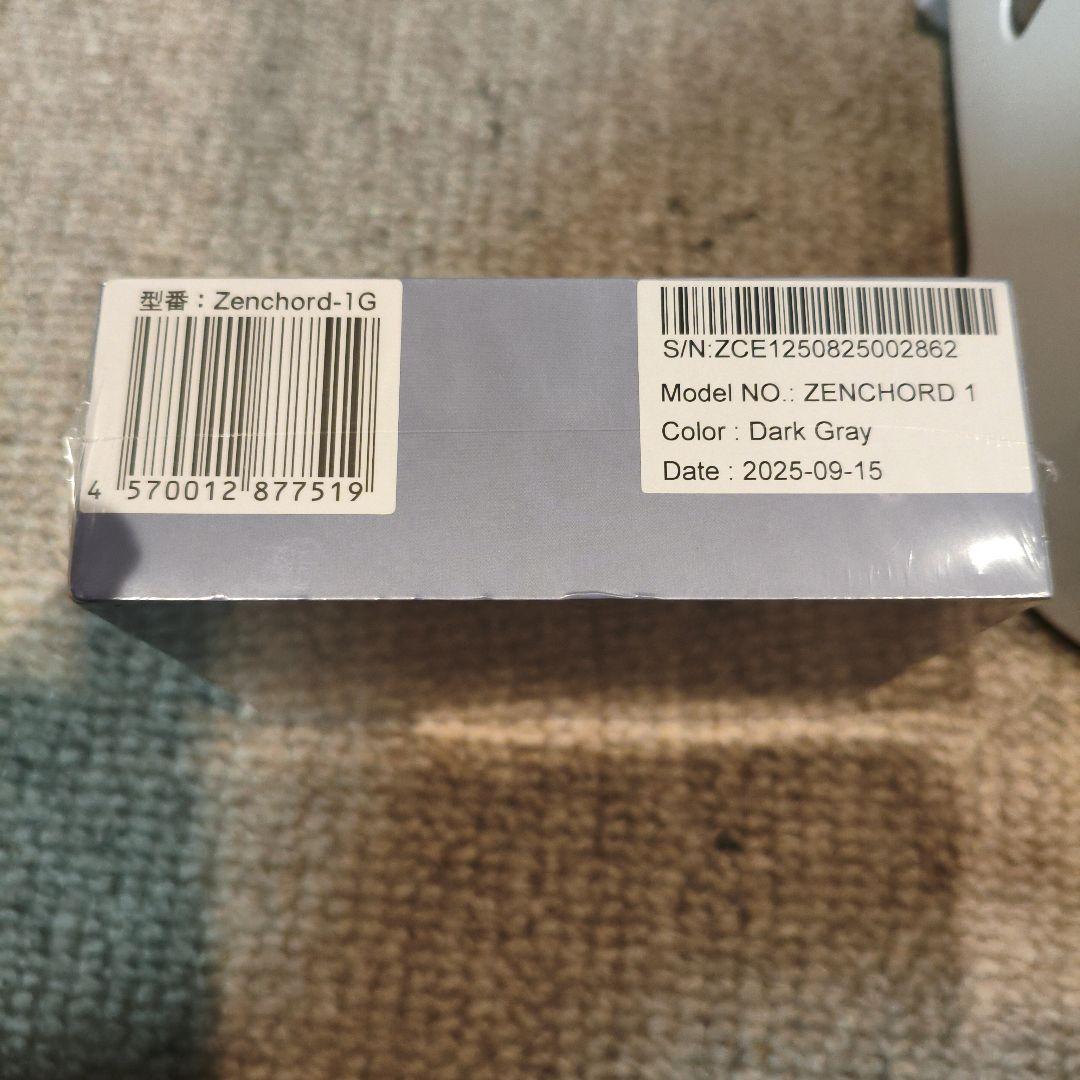 型番：Zenchord-1G
4 570012 877519
S/N:ZCE1250825002862
Model NO.: ZENCHORD 1
Color : Dark Gray
Date : 2025-09-15